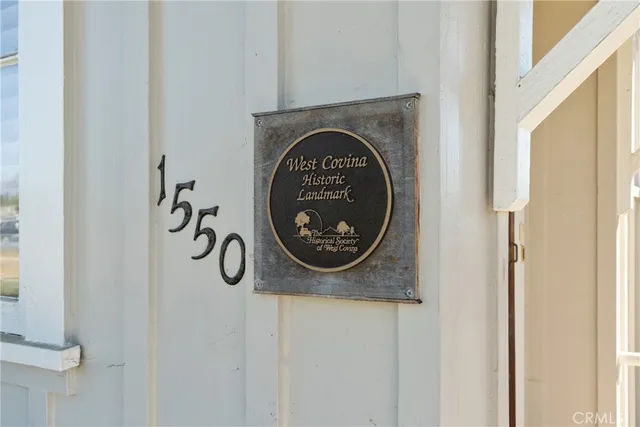 1550
West Covina
Historic
Landmark
The
Historical Society
of West Covina
CRMLS